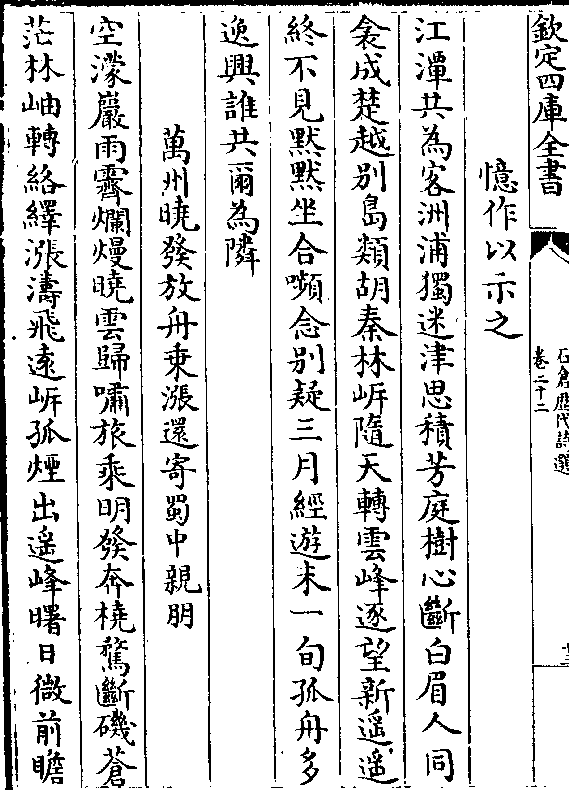 欽定四庫全書
石倉歷代詩選
卷二十二
十三
憶作以示之
江潭共為客洲浦獨迷津思積芳庭樹心斷白眉人同
衾成楚越別島類胡秦林岍隨天轉雲峰逐望新遥遥
終不見默默坐合嚬念別疑三月經遊未一旬孤舟多
逸興誰共爾為隣
萬州曉發放舟乗漲還寄蜀中親朋
空濛巖雨霽爛熳曉雲歸嘯旅乘明發奔橈驁斷磯蒼
茫林岫轉絡繹漲濤飛遠岍孤煙出遥峰曙日微前瞻